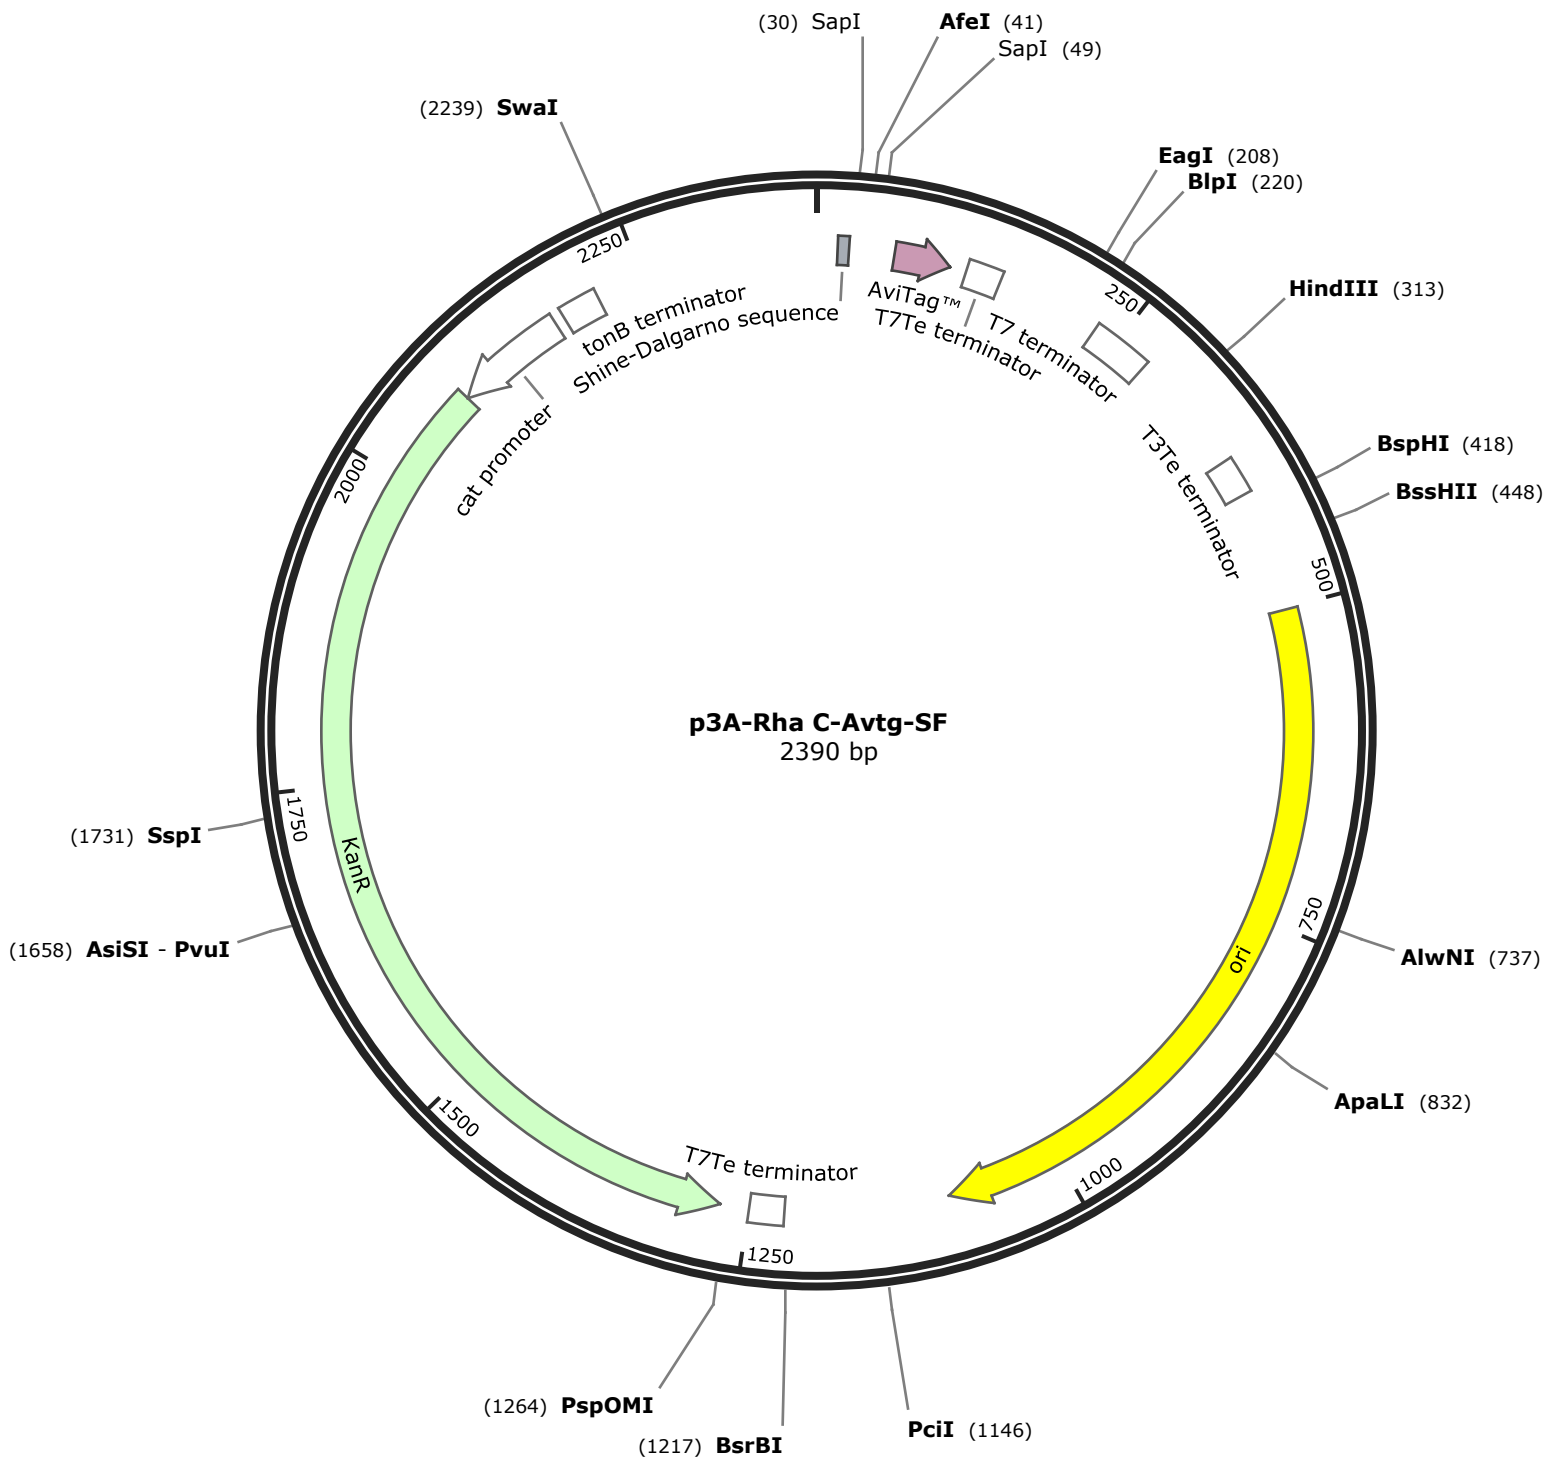 (30) SapI
AfeI (41)
SapI (49)
(2239) SwaI
EagI (208)
BlpI (220)
2250
250
HindIII (313)
AviTag™
T7Te terminator
T7 terminator
tonB terminator
Shine-Dalgarno sequence
cat promoter
T3Te terminator
BspHI (418)
BssHII (448)
2000
500
p3A-Rha C-Avtg-SF
2390 bp
1750
(1731) SspI
KanR
750
(1658) AsiSI - PvuI
AlwNI (737)
ori
ApaLI (832)
1500
T7Te terminator
1000
1250
(1264) PspOMI
(1217) BsrBI
PciI (1146)